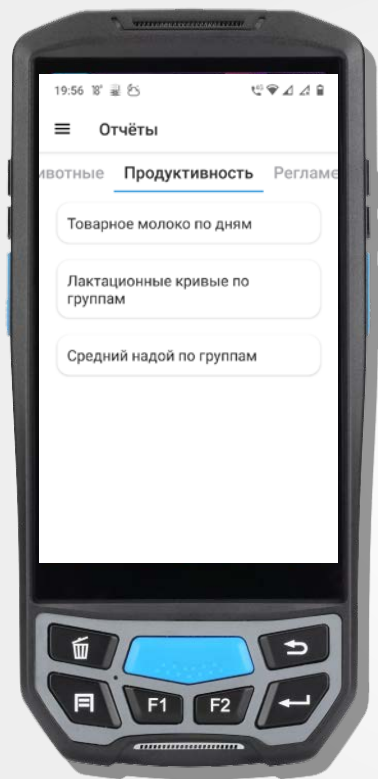 19:56 18°
Отчёты
ивотные Продуктивность Регламе
Товарное молоко по дням
Лактационные кривые по
группам
Средний надой по группам
F1 F2